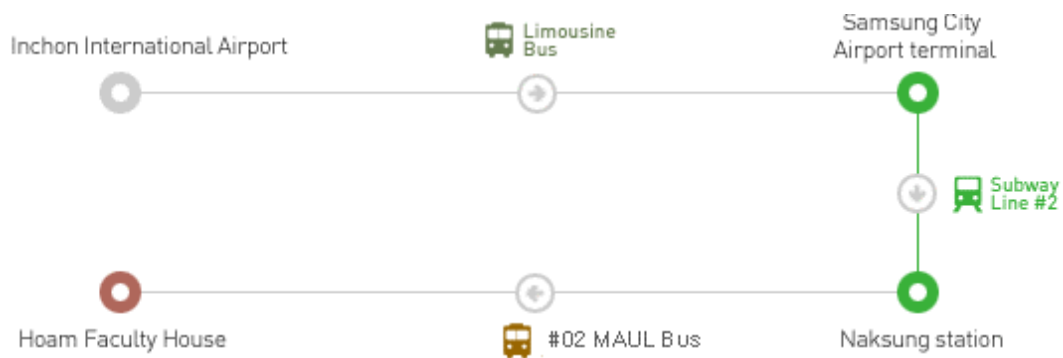 Inchon International Airport
Limousine
Bus
Samsung City
Airport terminal
Subway
Line #2
Hoam Faculty House
#02 MAUL Bus
Naksung station